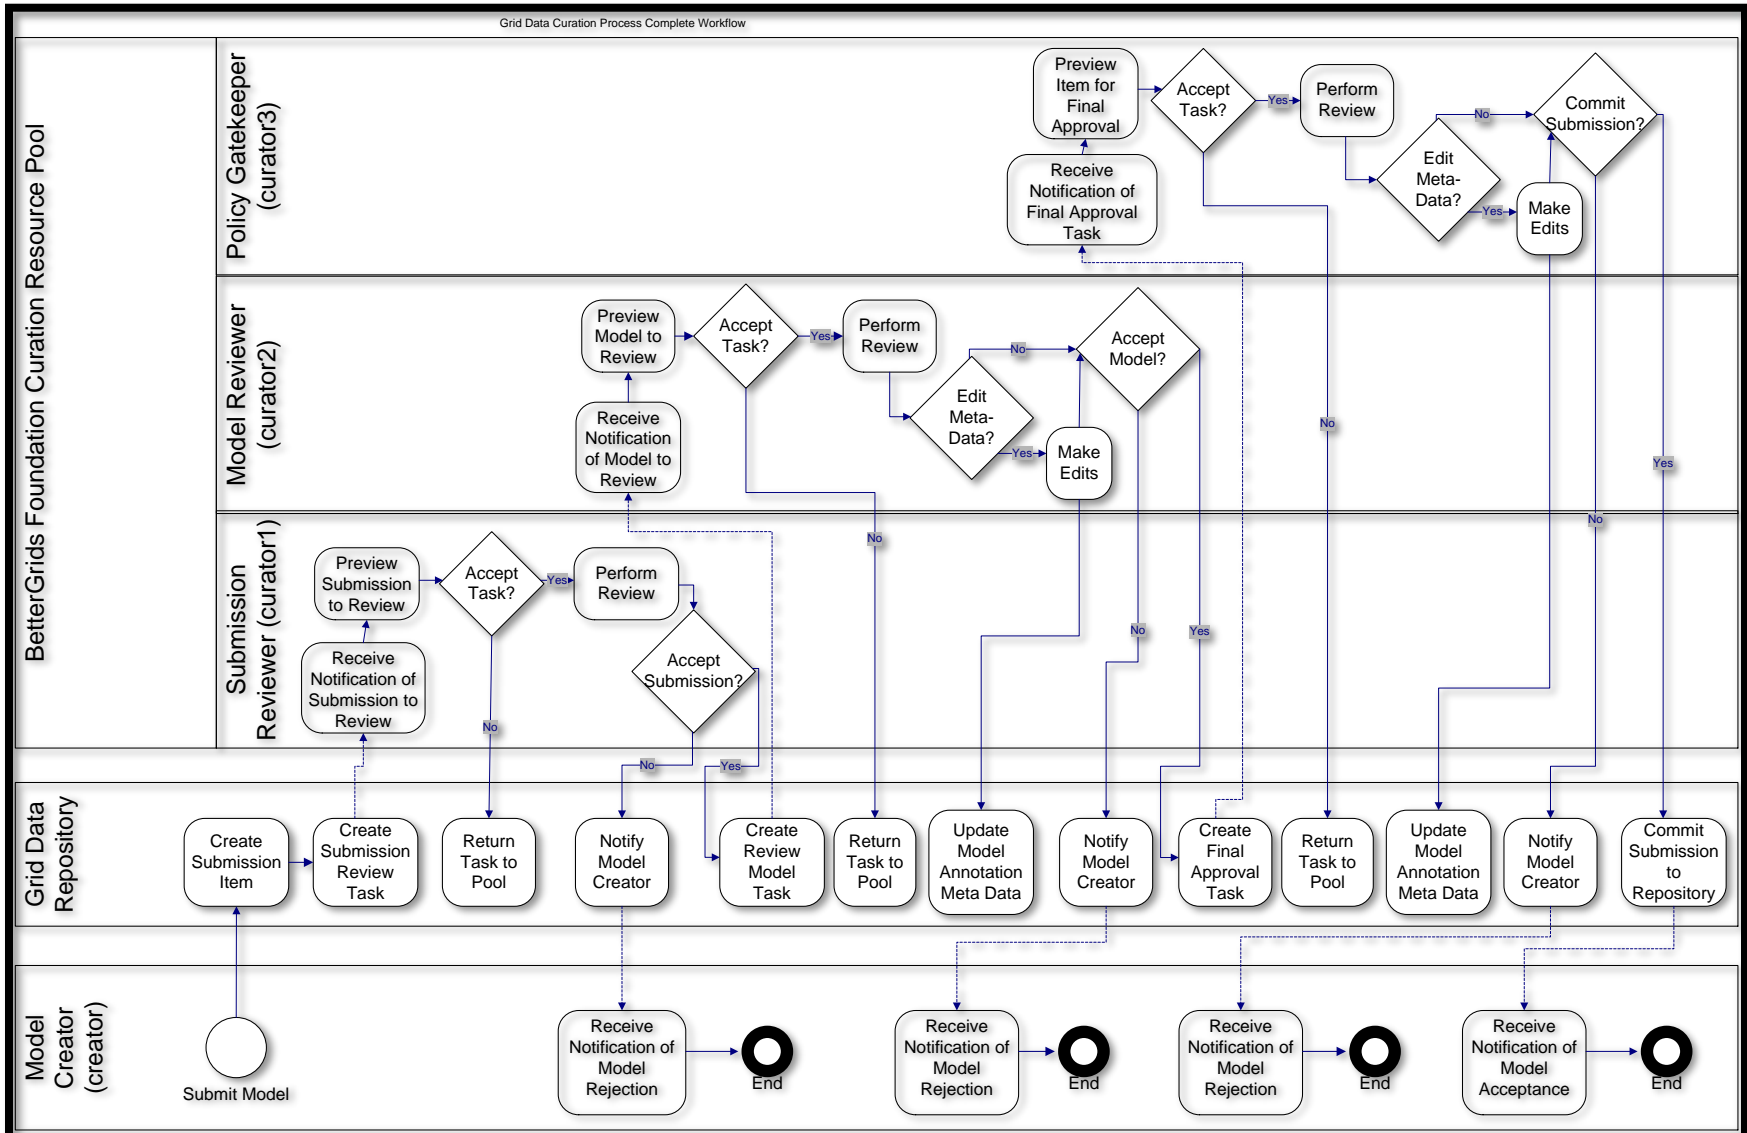 Grid Data Curation Process Complete Workflow
BetterGrids Foundation Curation Resource Pool
Policy Gatekeeper
(curator3)
Preview
Item for
Final
Approval
Accept
Task?
Yes
Perform
Review
No
Commit
Submission?
Edit
Meta-
Data?
Yes
Make
Edits
Receive
Notification of
Final Approval
Task
Model Reviewer
(curator2)
Preview
Model to
Review
Accept
Task?
Yes
Perform
Review
No
Accept
Model?
Edit
Meta-
Data?
Yes
Make
Edits
Receive
Notification
of Model to
Review
No
Yes
No
No
Submission
Reviewer (curator1)
Preview
Submission
to Review
Accept
Task?
Yes
Perform
Review
Accept
Submission?
Receive
Notification of
Submission to
Review
No
Yes
No
No
Yes
Grid Data
Repository
Create
Submission
Item
Create
Submission
Review
Task
Return
Task to
Pool
Notify
Model
Creator
Create
Review
Model
Task
Return
Task to
Pool
Update
Model
Annotation
Meta Data
Notify
Model
Creator
Create
Final
Approval
Task
Return
Task to
Pool
Update
Model
Annotation
Meta Data
Notify
Model
Creator
Commit
Submission
to
Repository
Model
Creator
(creator)
Submit Model
Receive
Notification of
Model
Rejection
End
Receive
Notification of
Model
Rejection
End
Receive
Notification of
Model
Rejection
End
Receive
Notification of
Model
Acceptance
End